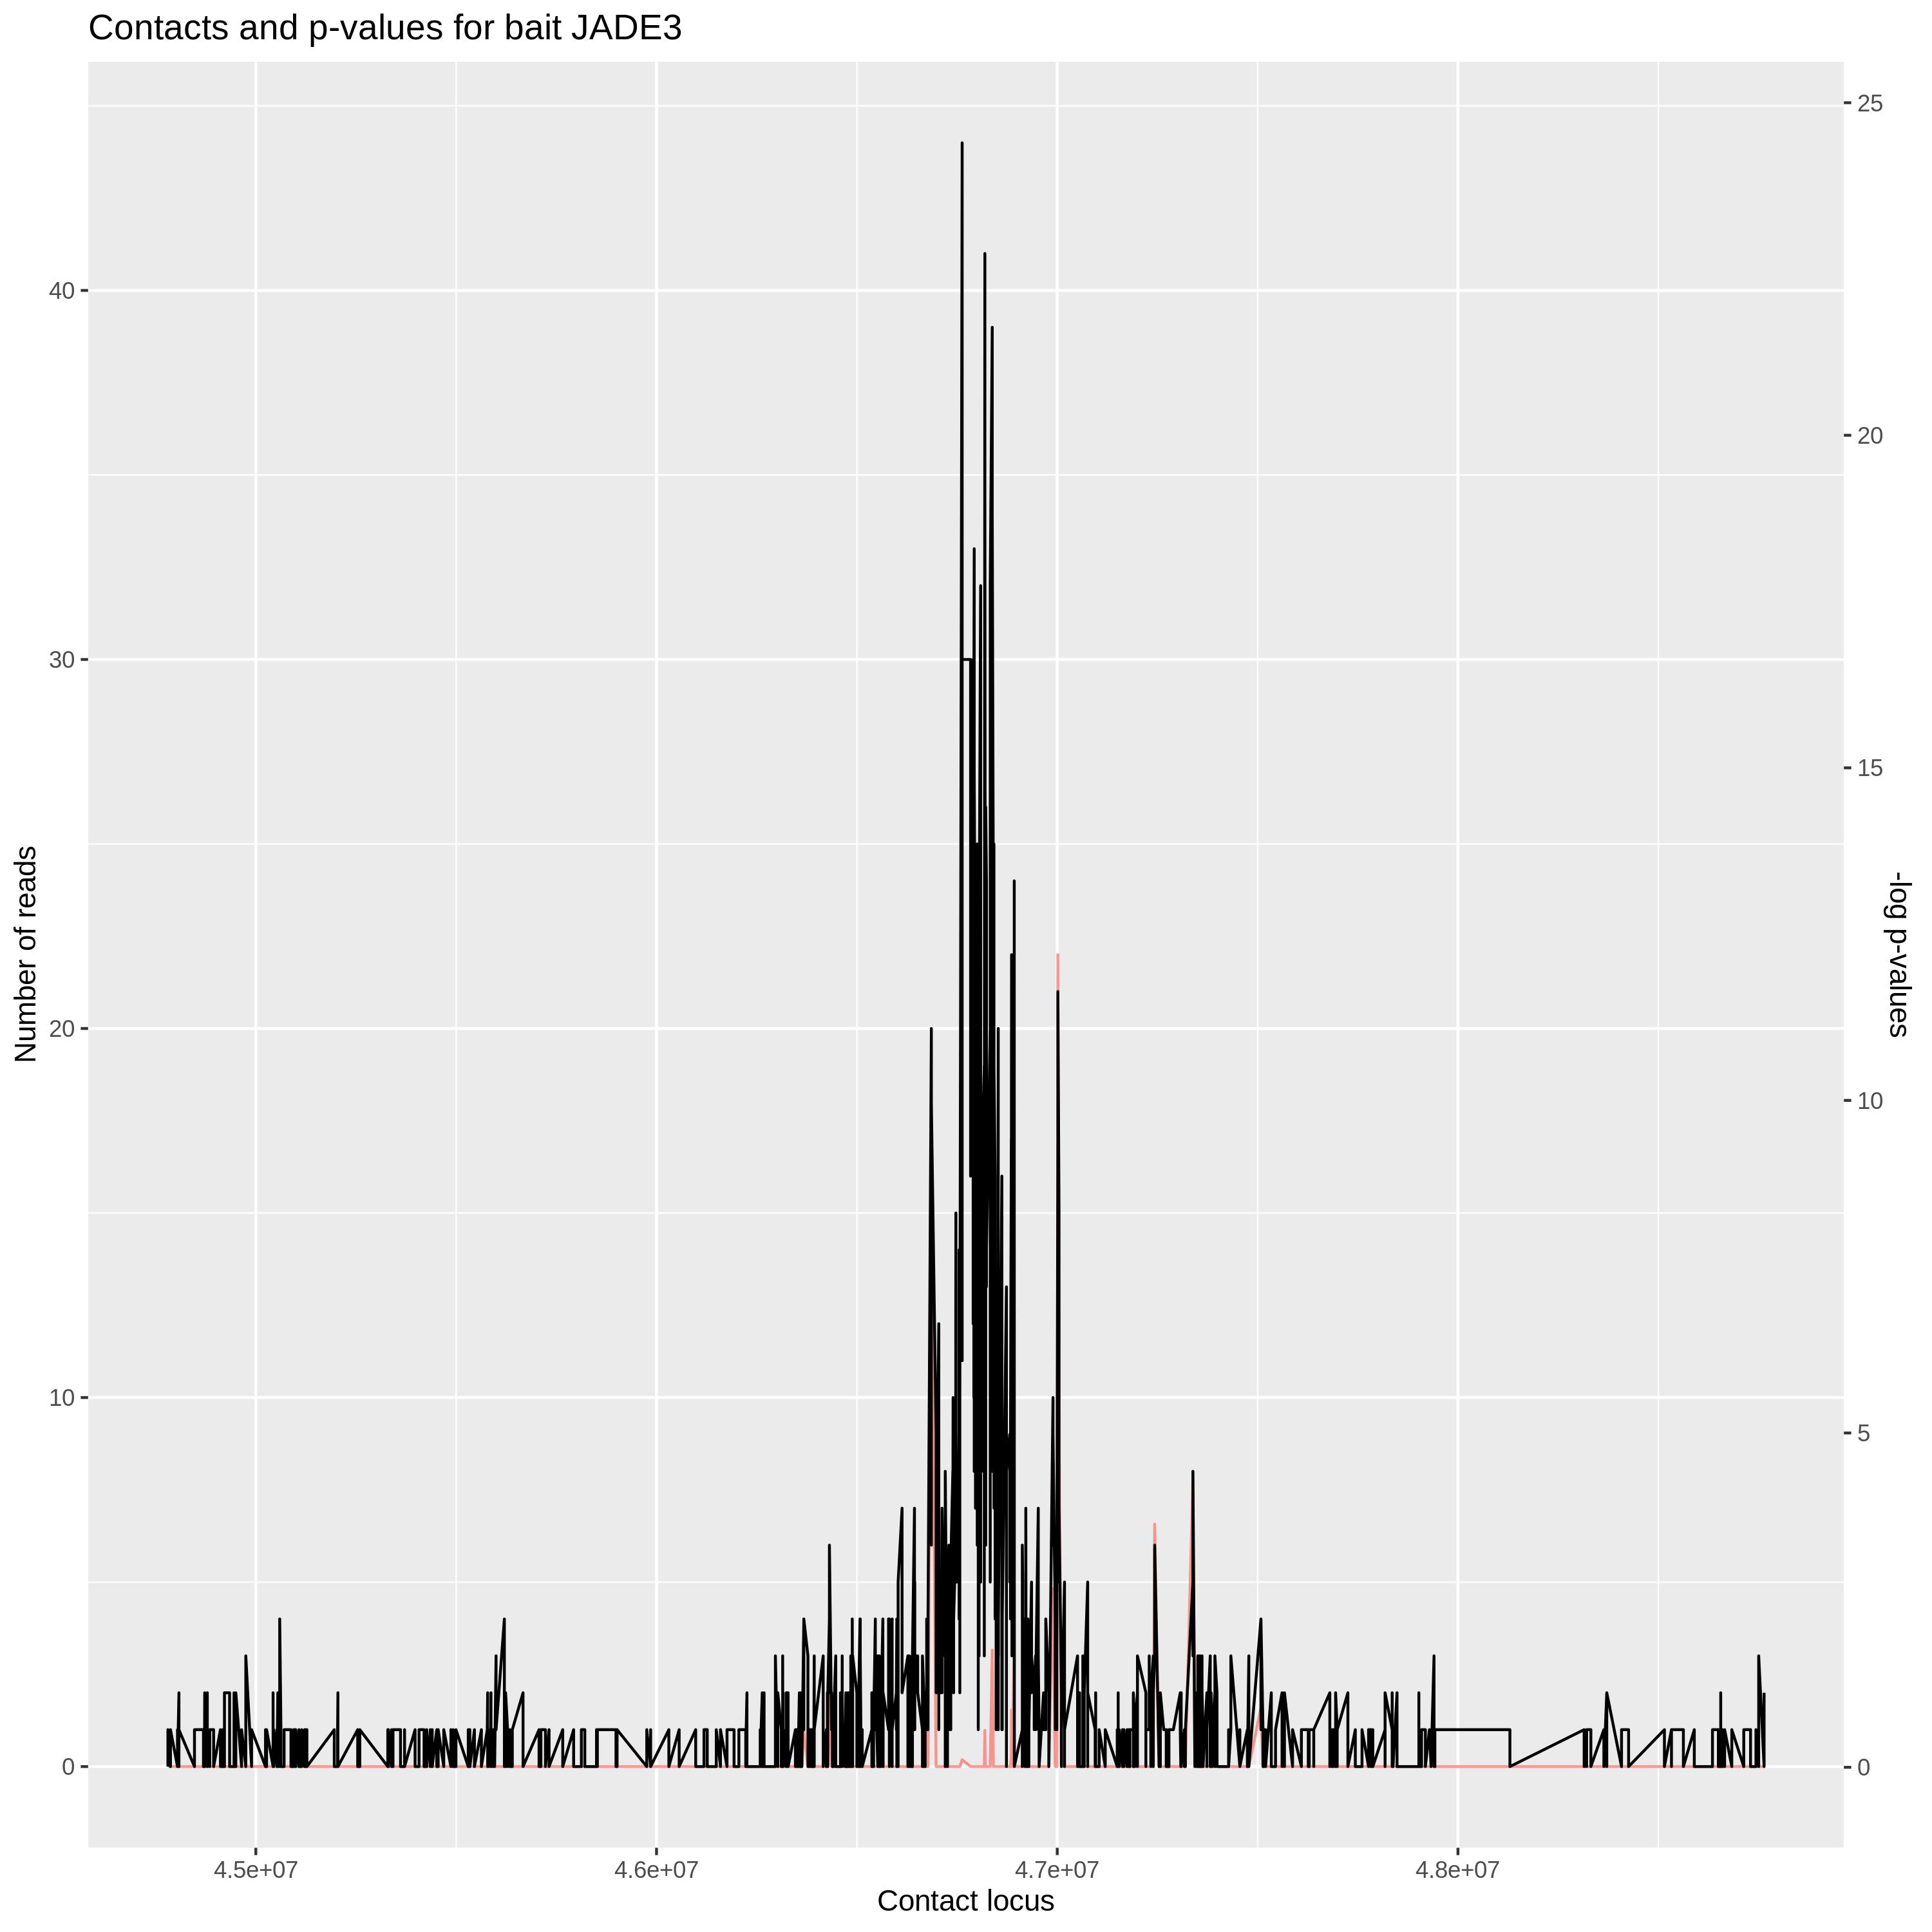 Contacts and p-values for bait JADE3
Number of reads
0
10
20
30
40
-log p-values
0
5
10
15
20
25
4.5e+07
4.6e+07
4.7e+07
4.8e+07
Contact locus